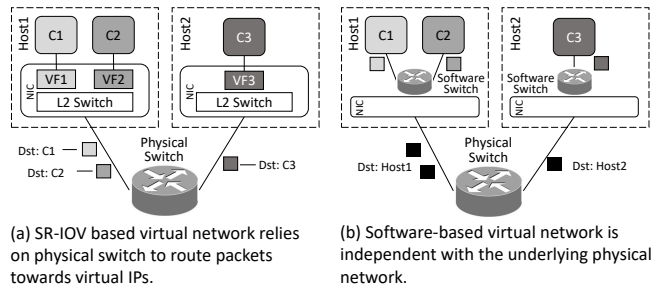 Host1
C1
C2
VF1
VF2
NIC
L2 Switch
Host2
C3
VF3
NIC
L2 Switch
Physical
Switch
Dst: C1
Dst: C2
Dst: C3
(a) SR-IOV based virtual network relies
on physical switch to route packets
towards virtual IPs.
Host1
C1
C2
Software
Switch
NIC
Host2
C3
Software
Switch
NIC
Physical
Switch
Dst: Host1
Dst: Host2
(b) Software-based virtual network is
independent with the underlying physical
network.